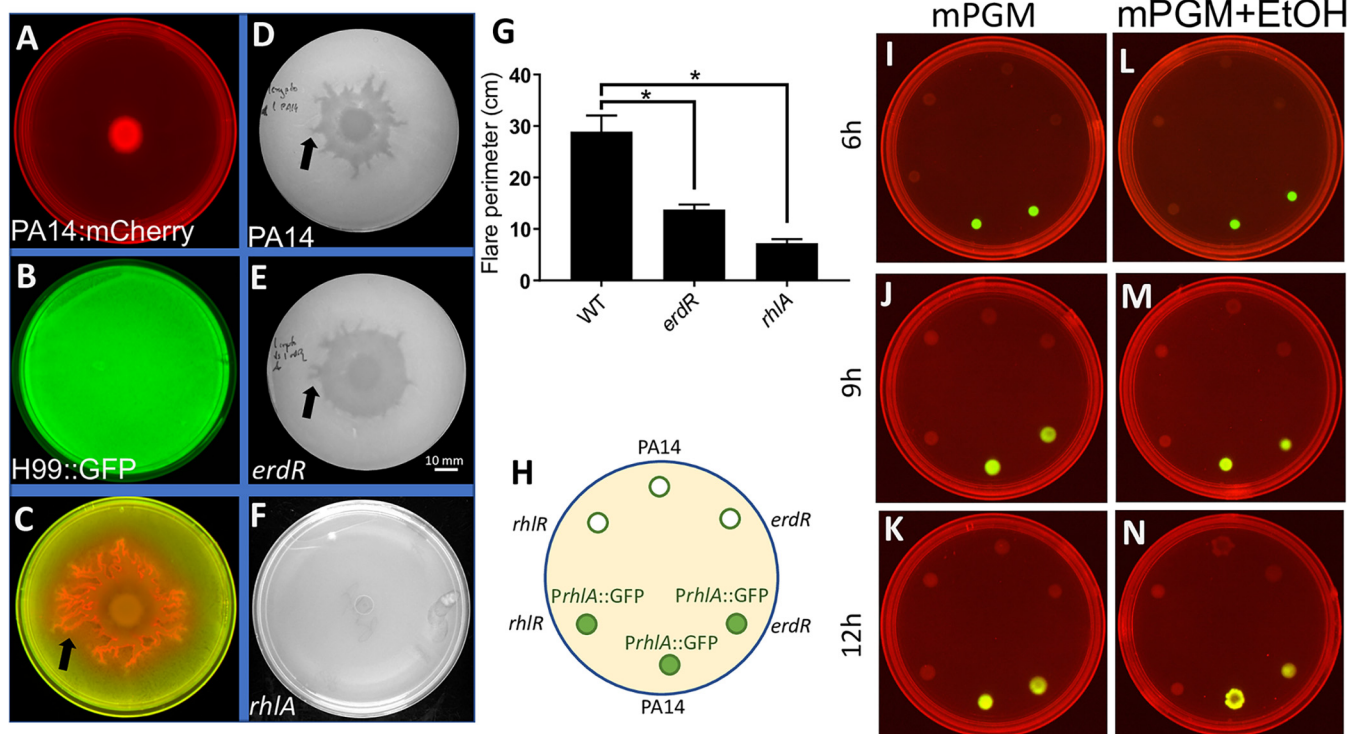 A
PA14:mCherry
B
H99::GFP
C
D
PA14
E
10 mm
erdR
F
rhlA
G
Flare perimeter (cm)
40
30
20
10
0
*
*
WT
erdR
rhlA
H
PA14
rhlR
erdR
PrhlA::GFP
PrhlA::GFP
rhlR
erdR
PrhlA::GFP
PA14
mPGM
mPGM+EtOH
6h
9h
12h
I
L
J
M
K
N